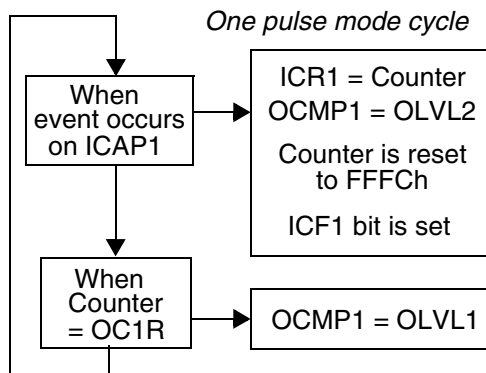 One pulse mode cycle
When
event occurs
on ICAP1
ICR1 = Counter
OCMP1 = OLVL2
Counter is reset
to FFFCh
ICF1 bit is set
When
Counter
= OC1R
OCMP1 = OLVL1